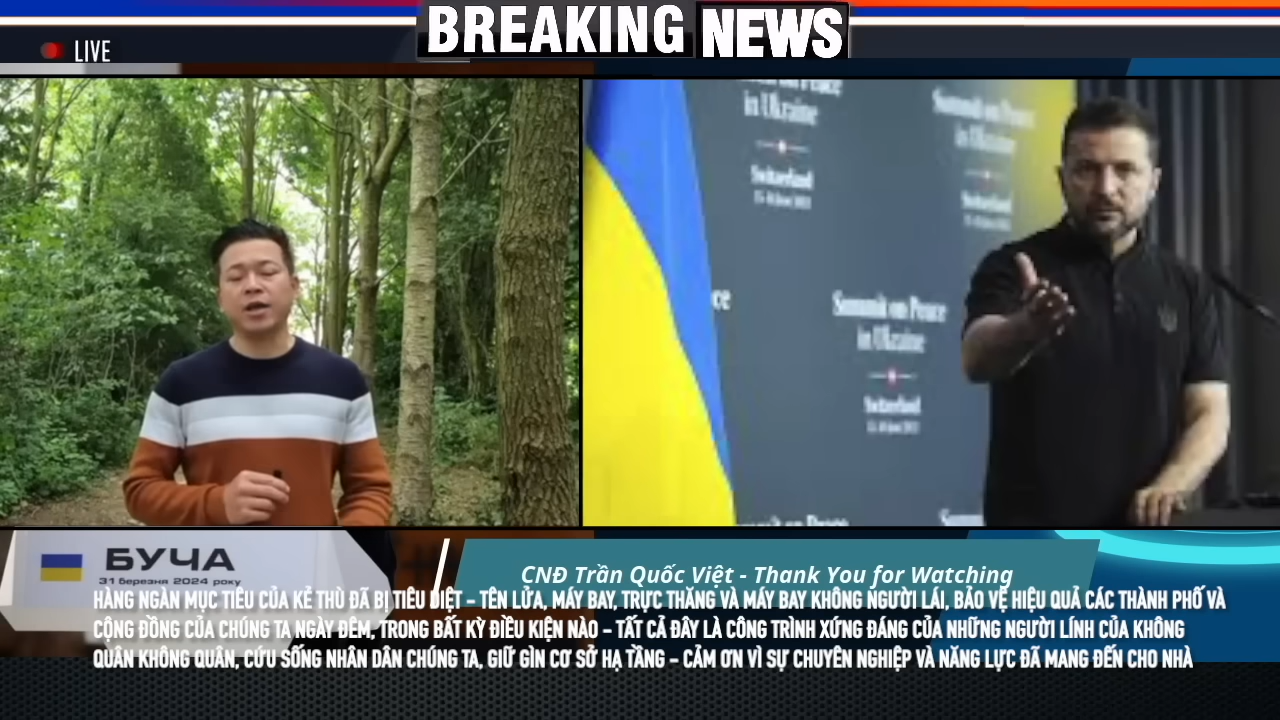 BREAKING NEWS
LIVE
in Ukraine
Switzerland
Summit on Peace
in Ukraine
Switzerland
Summit on Peace
in Ukraine
Switzerland
БУЧА
31 березня 2024 року
CNĐ Trần Quốc Việt - Thank You for Watching
HÀNG NGÀN MỤC TIÊU CỦA KẺ THÙ ĐÃ BỊ TIÊU DIỆT – TÊN LỬA, MÁY BAY, TRỰC THĂNG VÀ MÁY BAY KHÔNG NGƯỜI LÁI, BẢO VỆ HIỆU QUẢ CÁC THÀNH PHỐ VÀ
CỘNG ĐỒNG CỦA CHÚNG TA NGÀY ĐÊM, TRONG BẤT KỲ ĐIỀU KIỆN NÀO – TẤT CẢ ĐÂY LÀ CÔNG TRÌNH XỨNG ĐÁNG CỦA NHỮNG NGƯỜI LÍNH CỦA KHÔNG
QUÂN KHÔNG QUÂN, CỨU SỐNG NHÂN DÂN CHÚNG TA, GIỮ GÌN CƠ SỞ HẠ TẦNG – CẢM ƠN VÌ SỰ CHUYÊN NGHIỆP VÀ NĂNG LỰC ĐÃ MANG ĐẾN CHO NHÀ